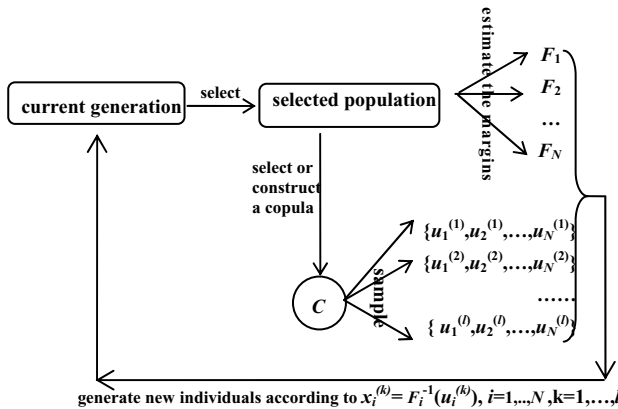 estimate the margins
F1
F2
...
FN
current generation
select
selected population
select or
construct
a copula
C
sample
{u1(1),u2(1),...,uN(1)}
{u1(2),u2(2),...,uN(2)}
......
{ u1(l),u2(l),...,uN(l)}
generate new individuals according to xi(k)= Fi-1(ui(k)), i=1,..,N ,k=1,...,l